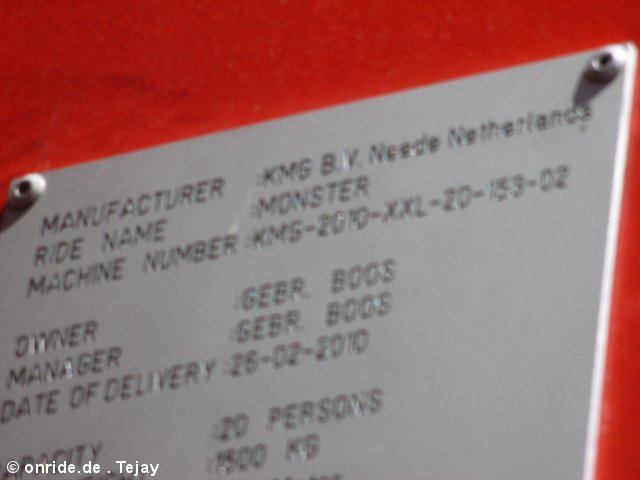 MANUFACTURER :KMG B.V. Neede Netherlands
RIDE NAME :MONSTER
MACHINE NUMBER :KMG-2010-XXL-20-153-02
OWNER :GEBR. BOOS
MANAGER :GEBR. BOOS
DATE OF DELIVERY :26-02-2010
CAPACITY :20 PERSONS
:1500 KG
© onride.de . Tejay